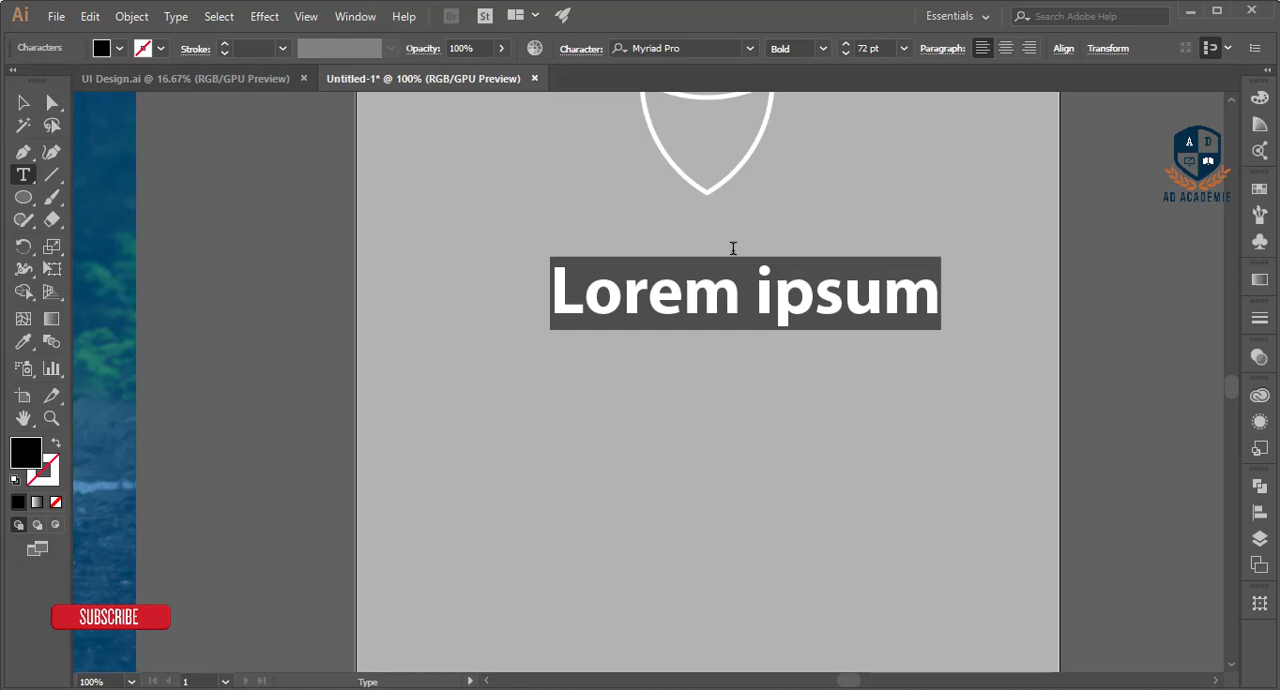 Ai File Edit Object Type Select Effect View Window Help Br St Essentials Search Adobe Help
Characters Stroke: Opacity: 100% Character: Myriad Pro Bold 72 pt Paragraph: Align Transform
UI Design.ai @ 16.67% (RGB/GPU Preview) Untitled-1* @ 100% (RGB/GPU Preview)
A D
AD ACADÉMIE
T
Lorem ipsum
SUBSCRIBE
100% 1 Type